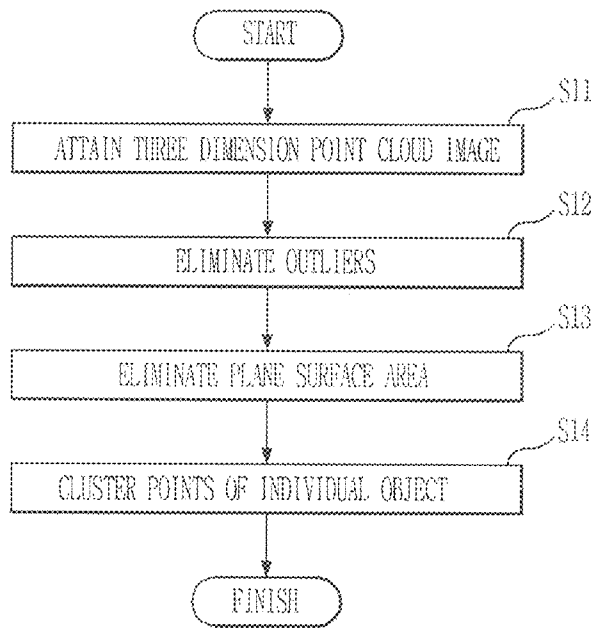 START
S11
ATTAIN THREE DIMENSION POINT CLOUD IMAGE
S12
ELIMINATE OUTLIERS
S13
ELIMINATE PLANE SURFACE AREA
S14
CLUSTER POINTS OF INDIVIDUAL OBJECT
FINISH